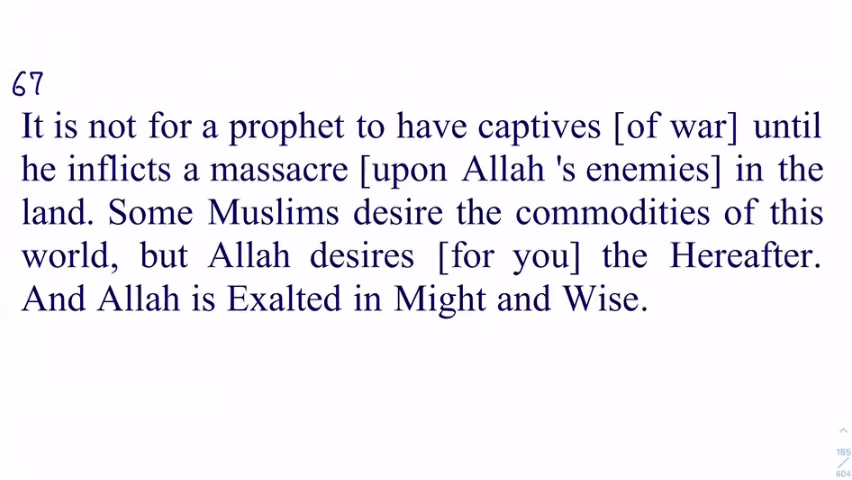 67
It is not for a prophet to have captives [of war] until
he inflicts a massacre [upon Allah 's enemies] in the
land. Some Muslims desire the commodities of this
world, but Allah desires [for you] the Hereafter.
And Allah is Exalted in Might and Wise.
185
604